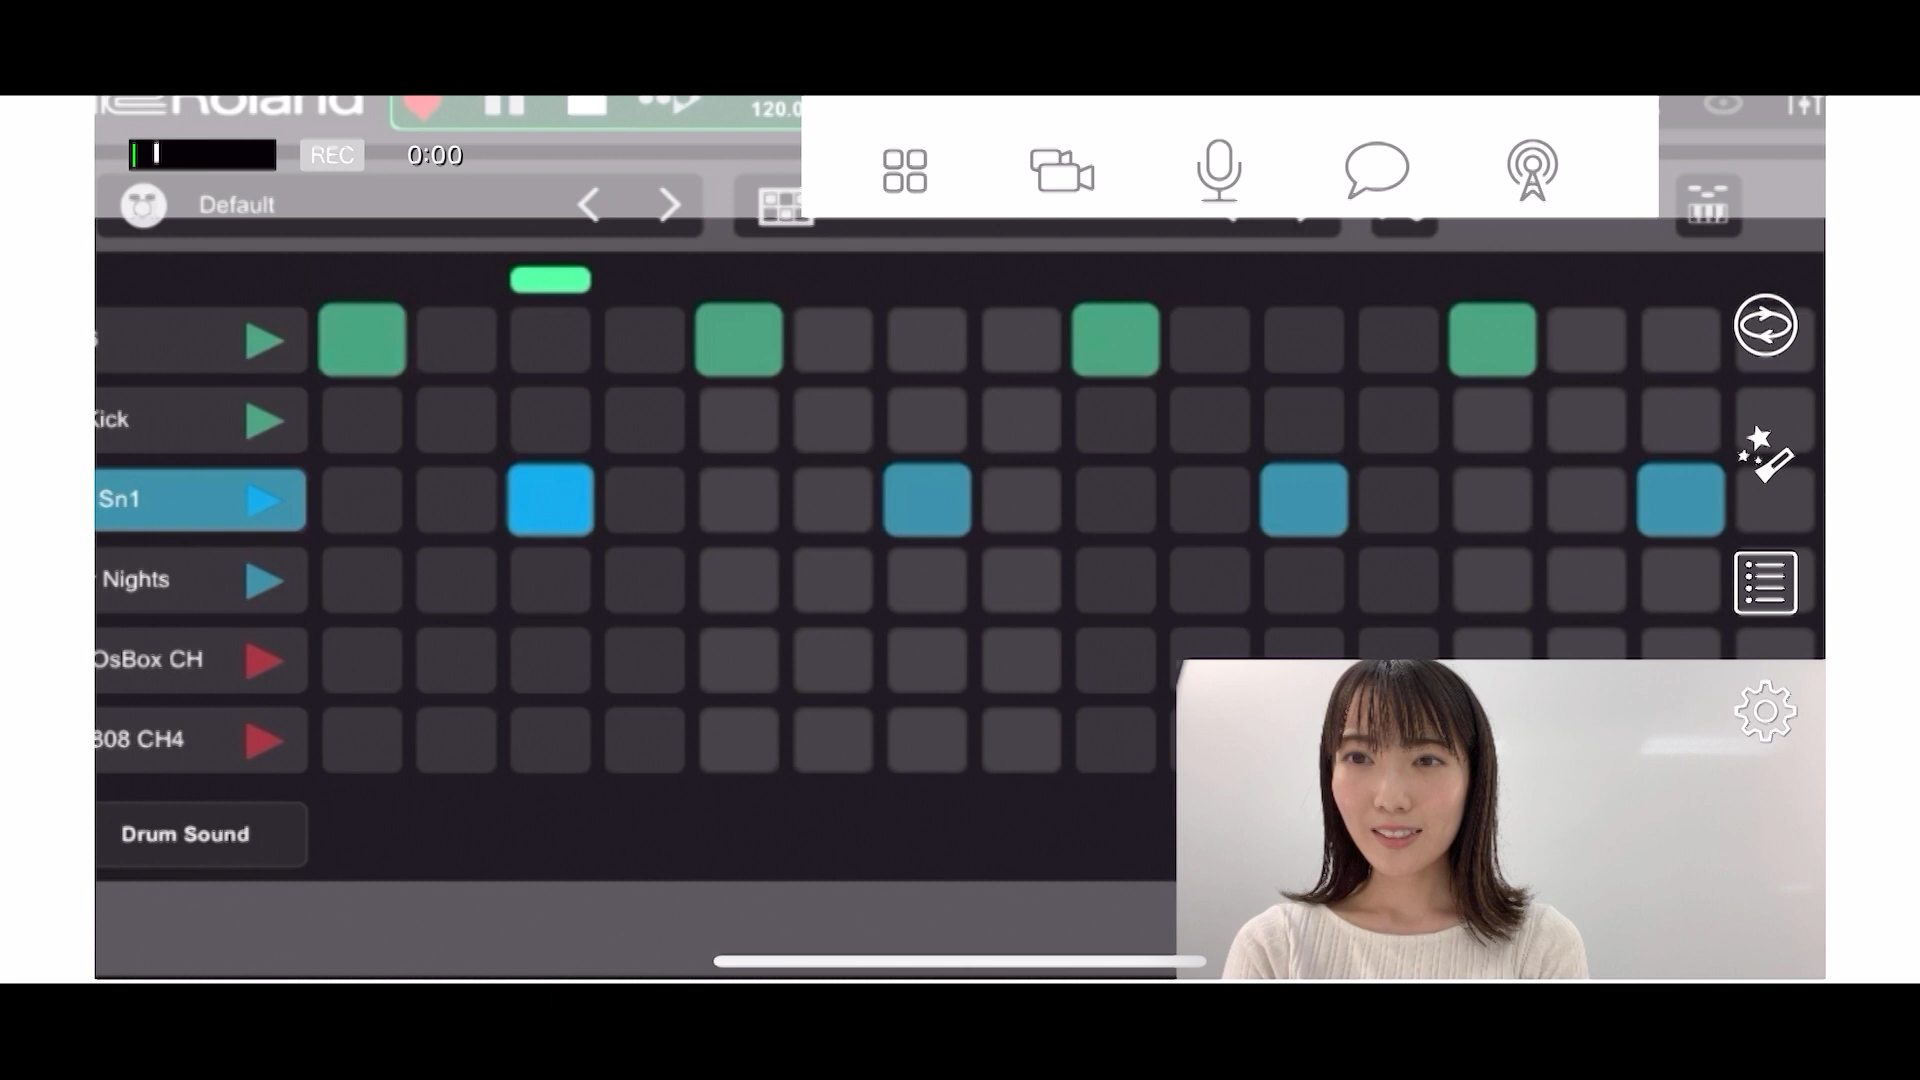 Roland
120.0
REC 0:00
Default
Kick
Sn1
Nights
OsBox CH
808 CH4
Drum Sound